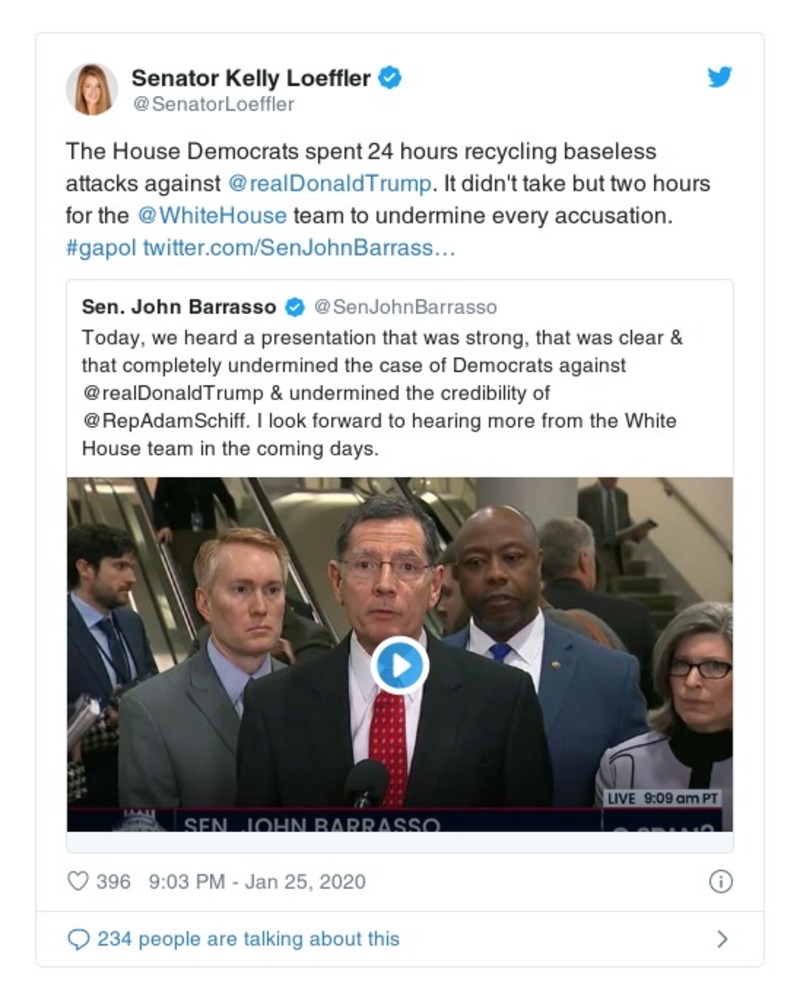 Senator Kelly Loeffler
@SenatorLoeffler
The House Democrats spent 24 hours recycling baseless
attacks against @realDonaldTrump. It didn't take but two hours
for the @WhiteHouse team to undermine every accusation.
#gapol twitter.com/SenJohnBarrass…
Sen. John Barrasso @SenJohnBarrasso
Today, we heard a presentation that was strong, that was clear &
that completely undermined the case of Democrats against
@realDonaldTrump & undermined the credibility of
@RepAdamSchiff. I look forward to hearing more from the White
House team in the coming days.
LIVE 9:09 am PT
SEN. JOHN BARRASSO
C-SPAN2
396 9:03 PM - Jan 25, 2020
234 people are talking about this